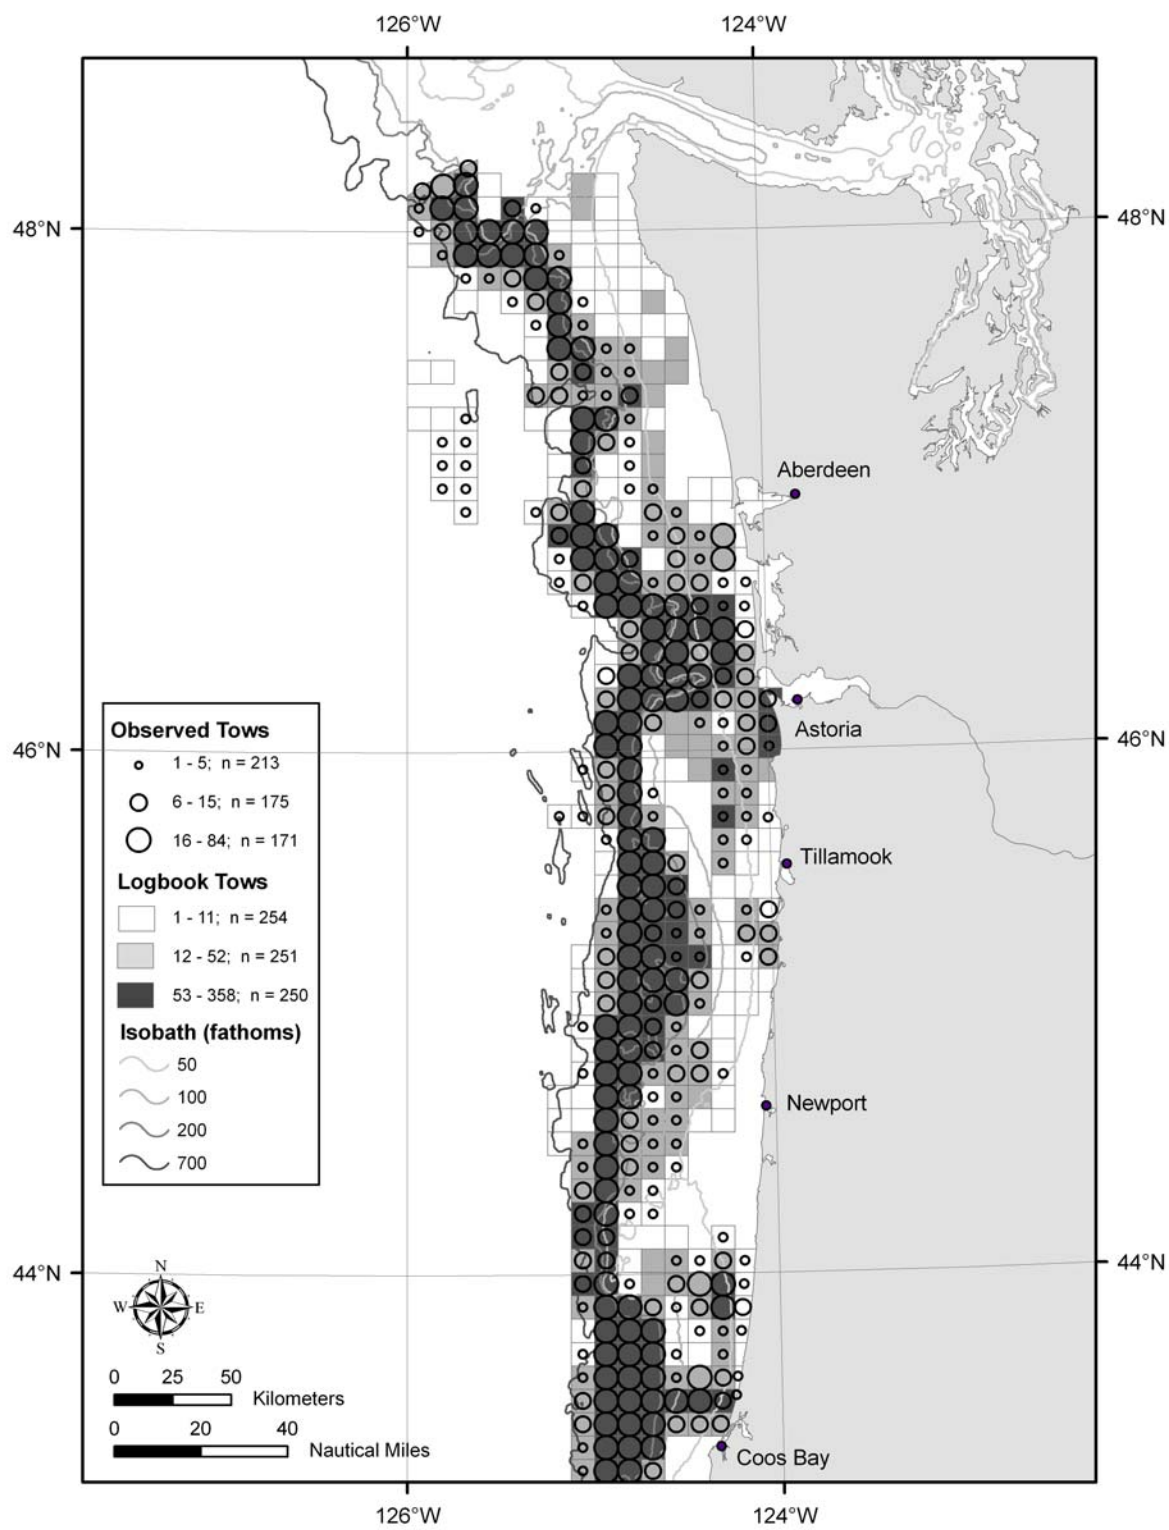 126°W 124°W
48°N 48°N
Aberdeen
Astoria
46°N 46°N
Tillamook
Newport
44°N 44°N
Coos Bay
Observed Tows
1 - 5; n = 213
6 - 15; n = 175
16 - 84; n = 171
Logbook Tows
1 - 11; n = 254
12 - 52; n = 251
53 - 358; n = 250
Isobath (fathoms)
50
100
200
700
N
W E
S
0 25 50
Kilometers
0 20 40
Nautical Miles
126°W 124°W